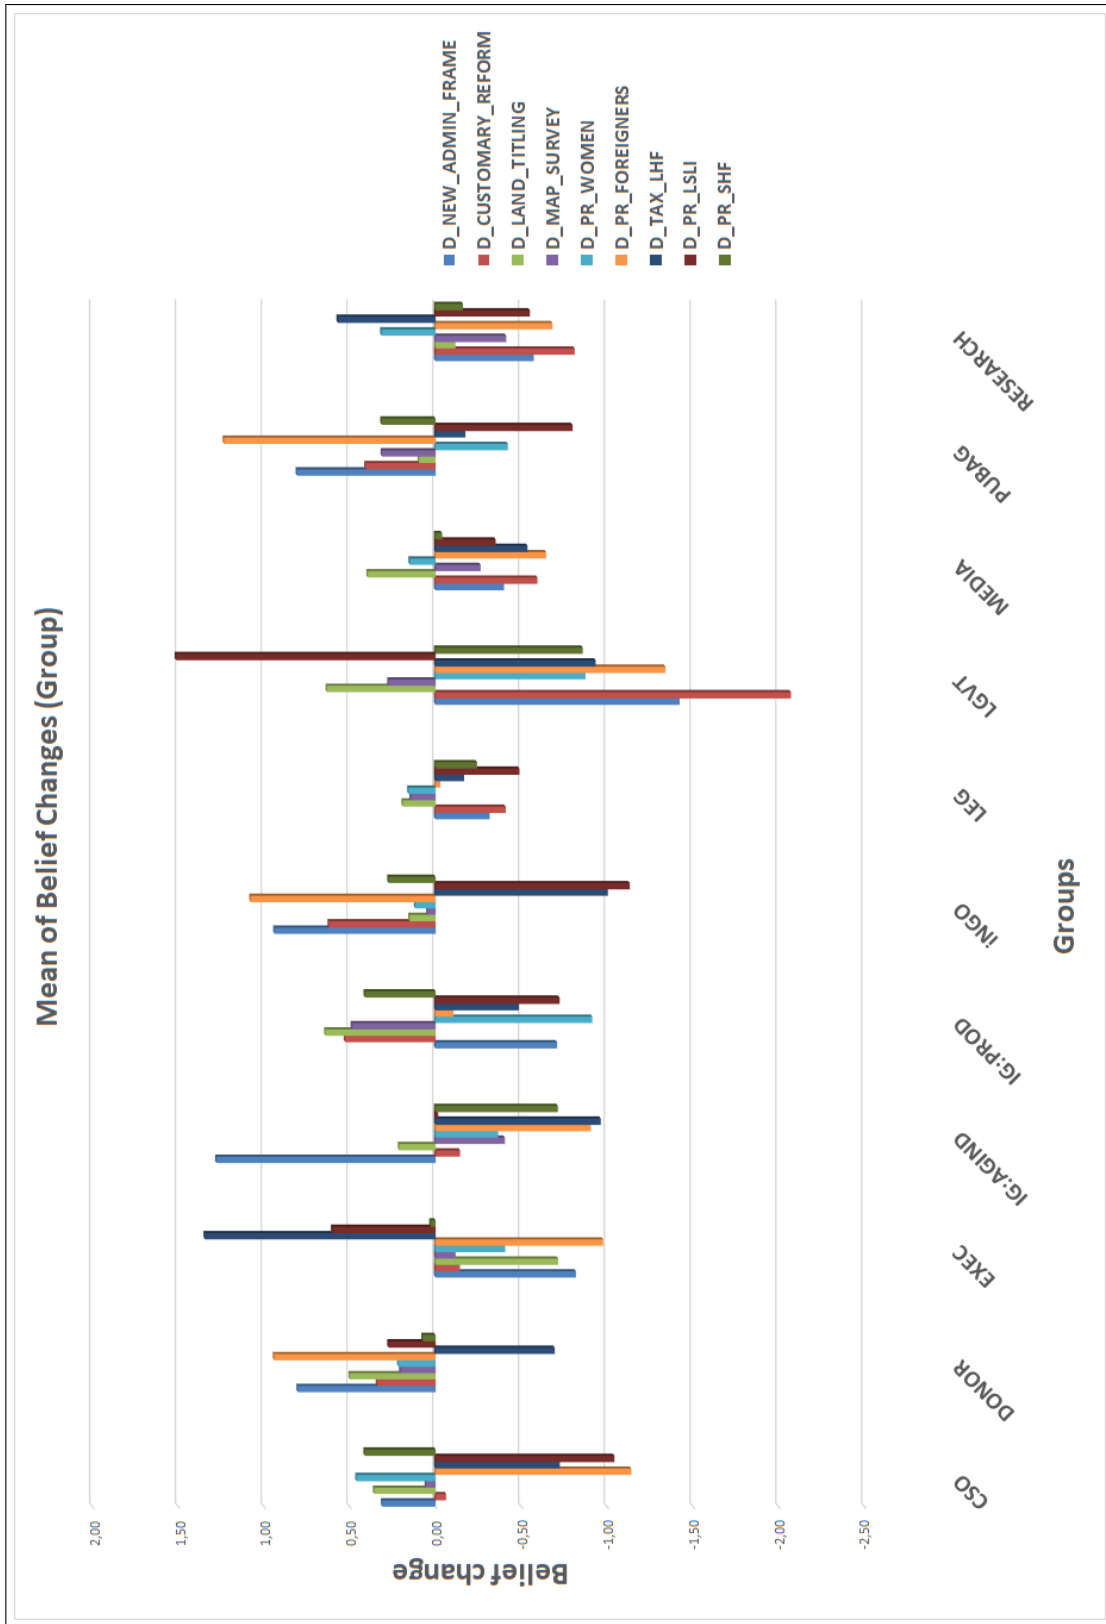 Mean of Belief Changes (Group)
2,00
1,50
1,00
0,50
0,00
-0,50
-1,00
-1,50
-2,00
-2,50
Belief change
CSO
DONOR
EXEC
IG:AGIND
IG:PROD
iNGO
LEG
LGVT
MEDIA
PUBAG
RESEARCH
Groups
D_NEW_ADMIN_FRAME
D_CUSTOMARY_REFORM
D_LAND_TITLING
D_MAP_SURVEY
D_PR_WOMEN
D_PR_FOREIGNERS
D_TAX_LHF
D_PR_LSLI
D_PR_SHF